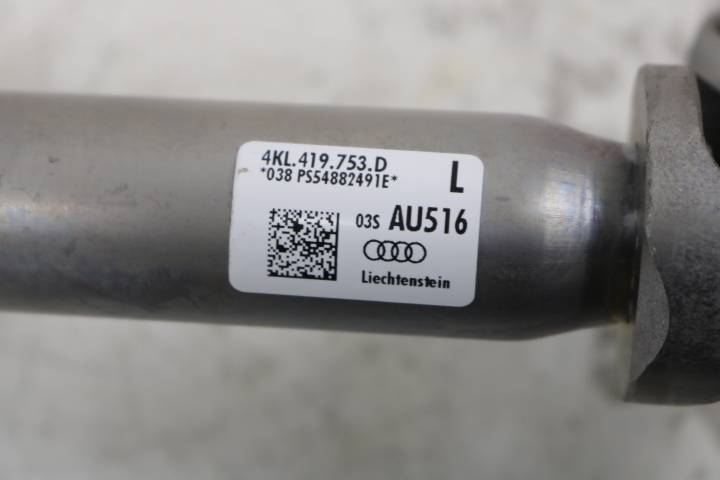 4KL.419.753.D
*038 PS54882491E*
L
03S AU516
Liechtenstein